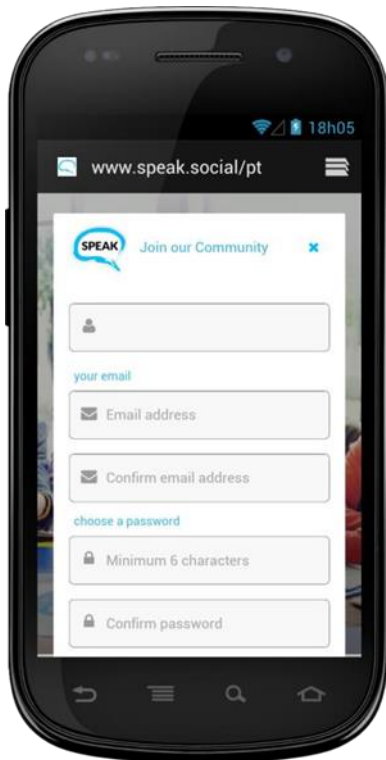 18h05
www.speak.social/pt
SPEAK
Join our Community
your email
Email address
Confirm email address
choose a password
Minimum 6 characters
Confirm password